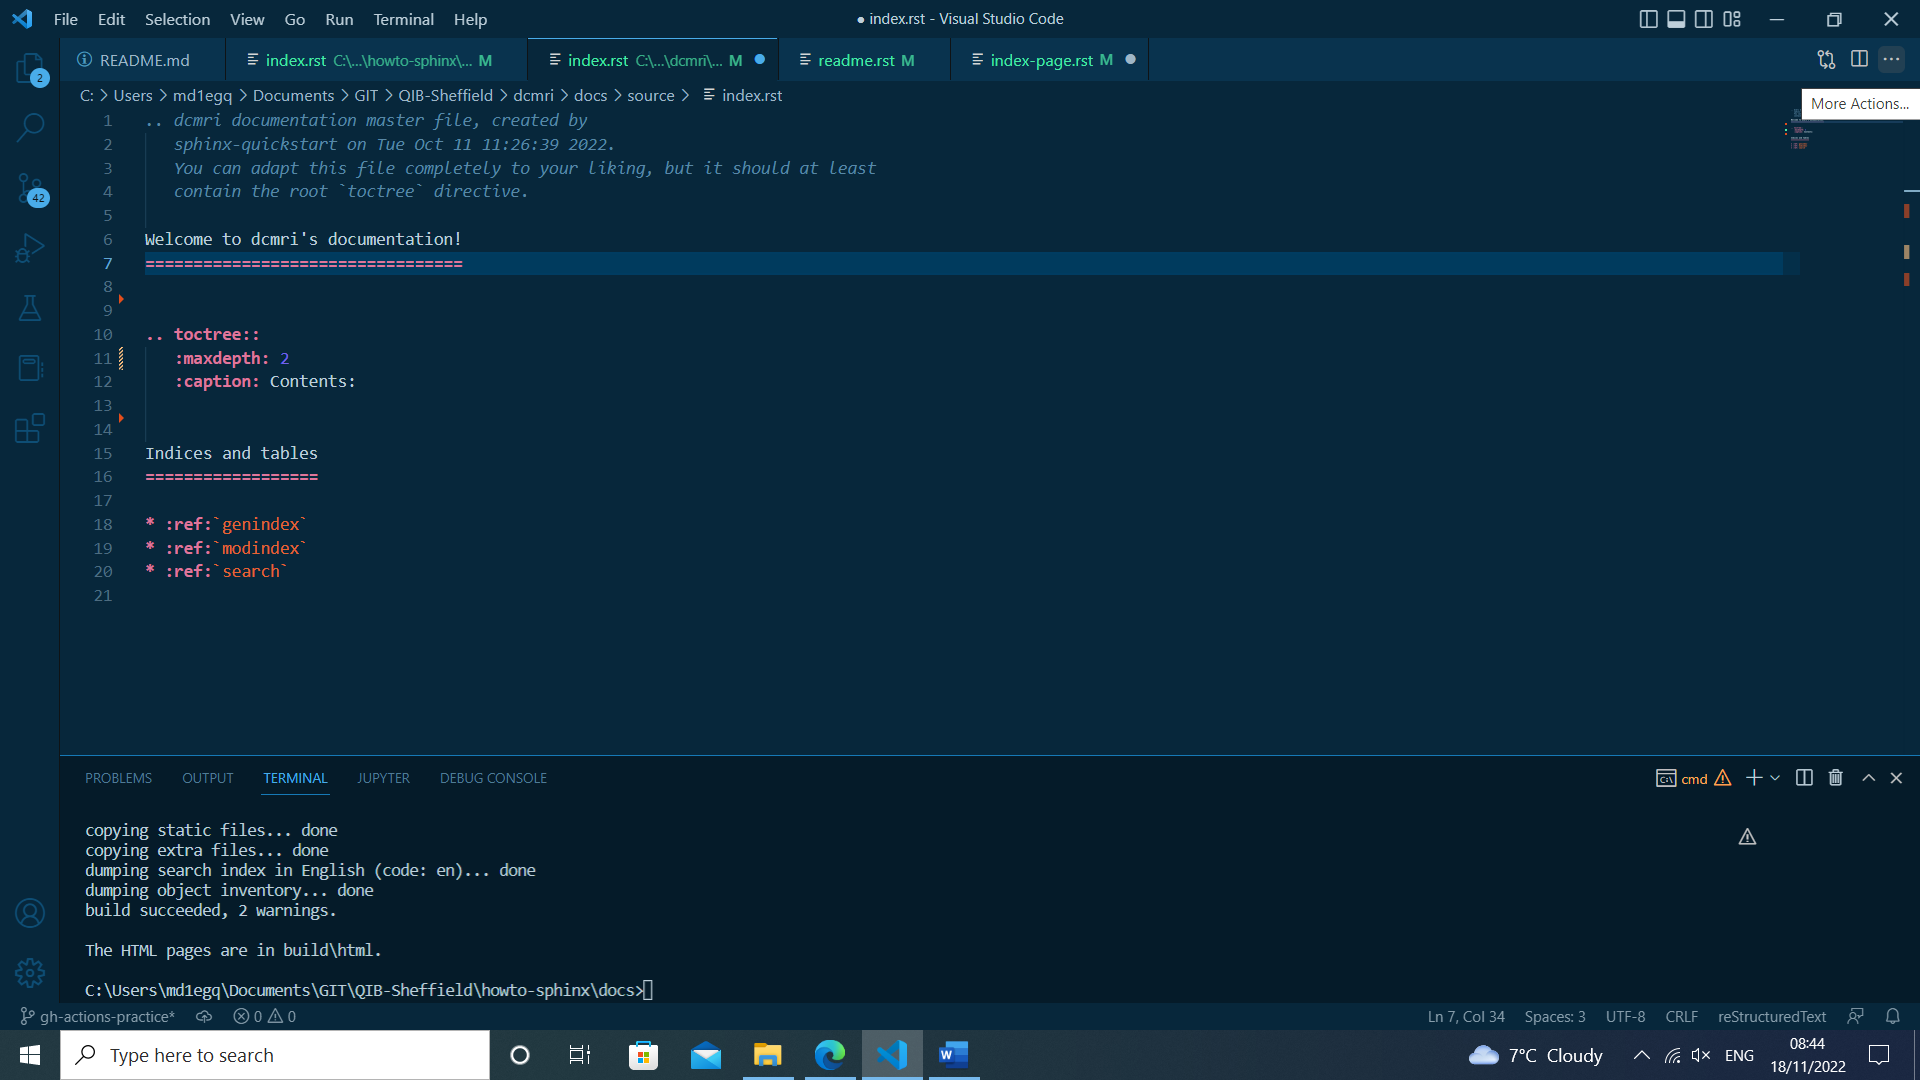 File Edit Selection View Go Run Terminal Help
● index.rst - Visual Studio Code
README.md
index.rst C:\...\howto-sphinx\... M
index.rst C:\...\dcmri\... M
readme.rst M
index-page.rst M
C: > Users > md1egq > Documents > GIT > QIB-Sheffield > dcmri > docs > source > index.rst
More Actions...
2
42
1 .. dcmri documentation master file, created by
2 sphinx-quickstart on Tue Oct 11 11:26:39 2022.
3 You can adapt this file completely to your liking, but it should at least
4 contain the root `toctree` directive.
5
6 Welcome to dcmri's documentation!
7 =================================
8
9
10 .. toctree::
11 :maxdepth: 2
12 :caption: Contents:
13
14
15 Indices and tables
16 ==================
17
18 * :ref:`genindex`
19 * :ref:`modindex`
20 * :ref:`search`
21
PROBLEMS OUTPUT TERMINAL JUPYTER DEBUG CONSOLE
cmd
copying static files... done
copying extra files... done
dumping search index in English (code: en)... done
dumping object inventory... done
build succeeded, 2 warnings.
The HTML pages are in build\html.
C:\Users\md1egq\Documents\GIT\QIB-Sheffield\howto-sphinx\docs>
gh-actions-practice* 0 0
Ln 7, Col 34 Spaces: 3 UTF-8 CRLF reStructuredText
Type here to search
7°C Cloudy
ENG
08:44
18/11/2022